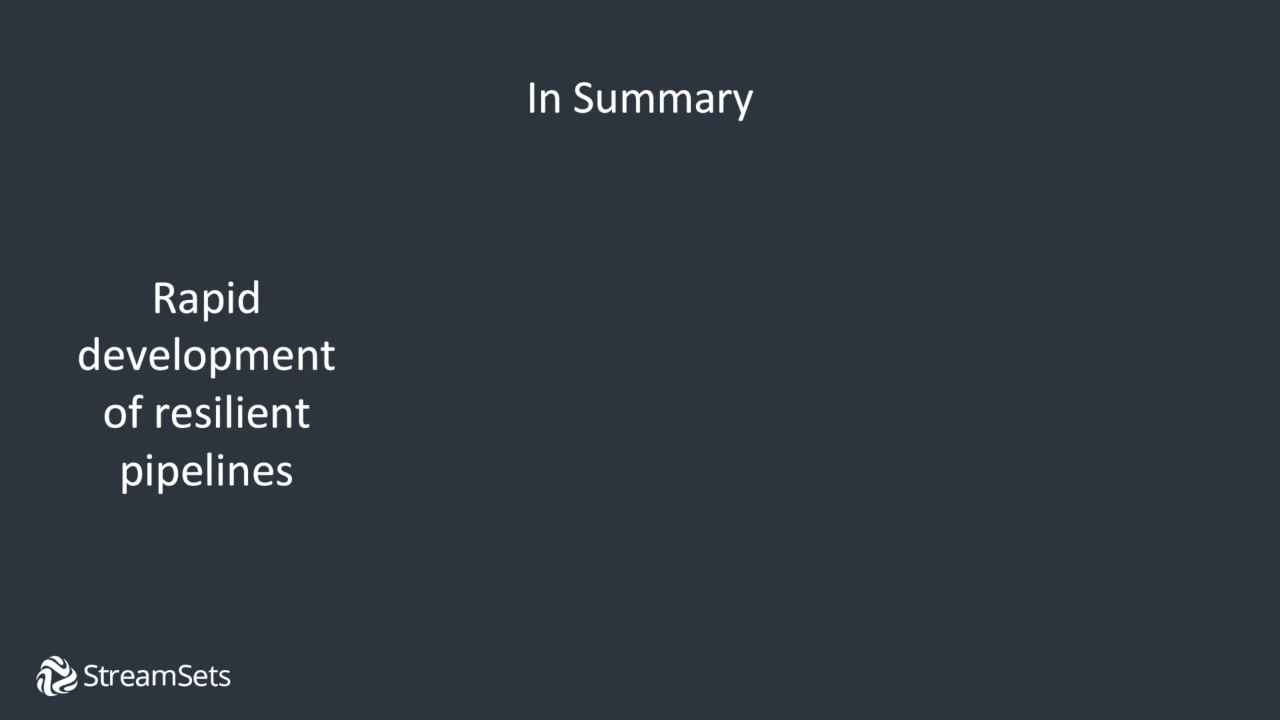 In Summary
Rapid
development
of resilient
pipelines
StreamSets